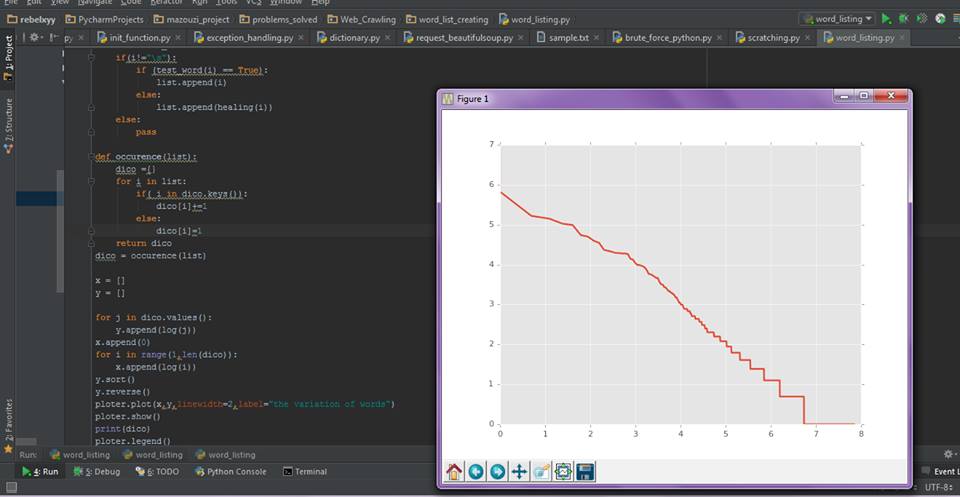 File Edit View Navigate Code Refactor Run Tools VCS Window Help
rebelxyy PycharmProjects mazouzi_project problems_solved Web_Crawling word_list_creating word_listing.py word_listing
py init_function.py exception_handling.py dictionary.py request_beautifulsoup.py sample.txt brute_force_python.py scratching.py word_listing.py
1: Project
7: Structure
2: Favorites
if(i!="\s"):
if (test_word(i) == True):
list.append(i)
else:
list.append(healing(i))
else:
pass
def occurence(list):
dico ={}
for i in list:
if( i in dico.keys()):
dico[i]+=1
else:
dico[i]=1
return dico
dico = occurence(list)
x = []
y = []
for j in dico.values():
y.append(log(j))
x.append(0)
for i in range(1,len(dico)):
x.append(log(i))
y.sort()
y.reverse()
ploter.plot(x,y,linewidth=2,label="the variation of words")
ploter.show()
print(dico)
ploter.legend()
Figure 1
7
6
5
4
3
2
1
0
0 1 2 3 4 5 6 7 8
Run: word_listing word_listing word_listing
4: Run 5: Debug 6: TODO Python Console Terminal Event L
UTF-8